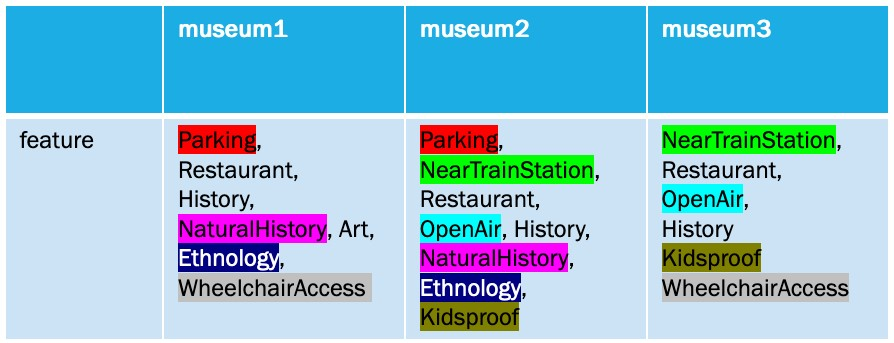 museum1
museum2
museum3
feature
Parking,
Restaurant,
History,
NaturalHistory, Art,
Ethnology,
WheelchairAccess
Parking,
NearTrainStation,
Restaurant,
OpenAir, History,
NaturalHistory,
Ethnology,
Kidsproof
NearTrainStation,
Restaurant,
OpenAir,
History
Kidsproof
WheelchairAccess